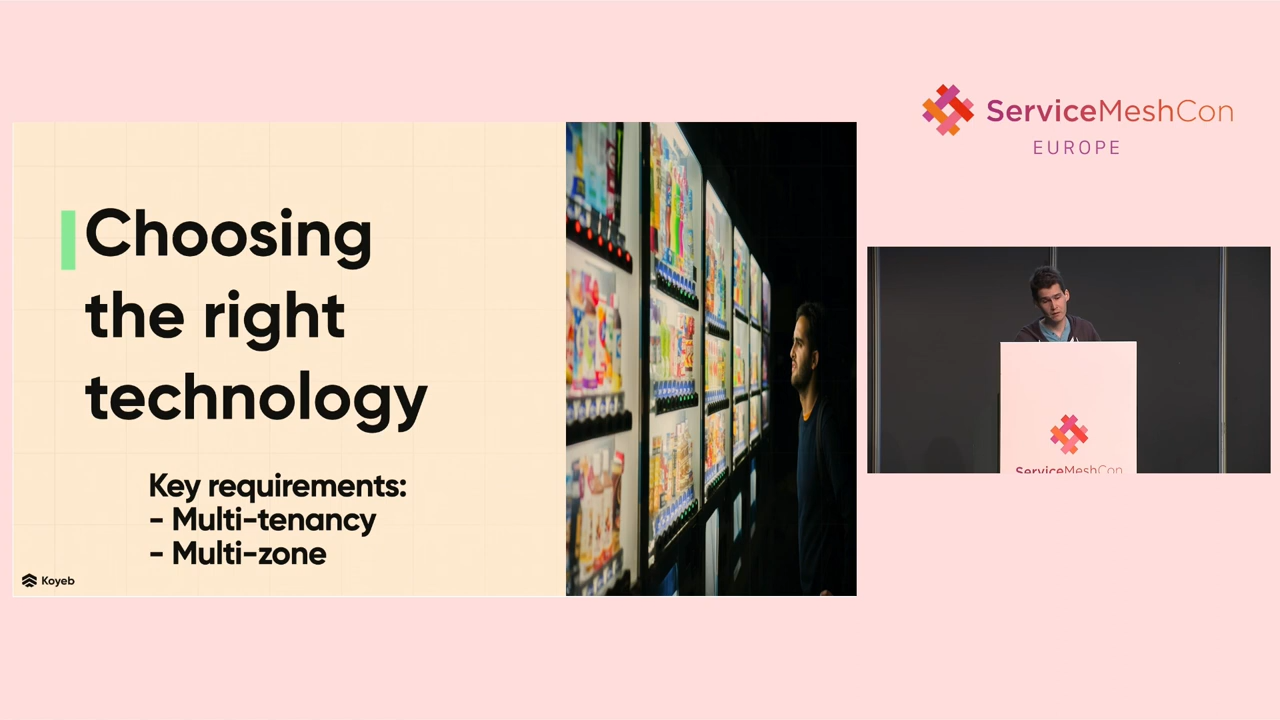 Choosing
the right
technology
Key requirements:
- Multi-tenancy
- Multi-zone
Koyeb
ServiceMeshCon
EUROPE
ServiceMeshCon